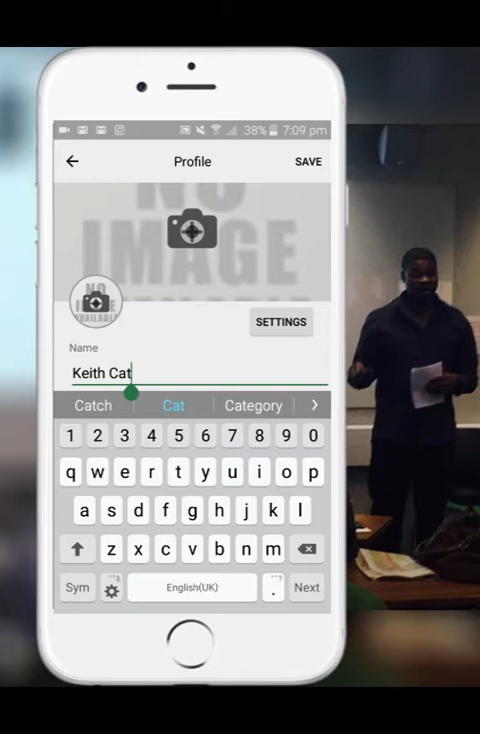 38% 7:09 pm
Profile SAVE
NO
IMAGE
NO
AVAILABLE
SETTINGS
Name
Keith Cat
Catch Cat Category >
1 2 3 4 5 6 7 8 9 0
q w e r t y u i o p
a s d f g h j k l
z x c v b n m
Sym English(UK) . Next